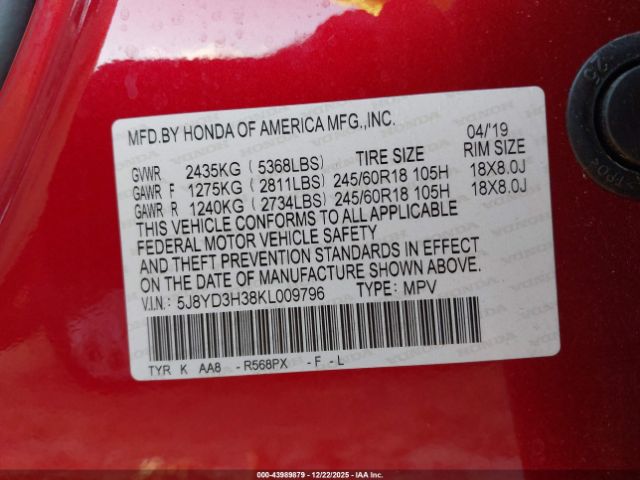 MFD.BY HONDA OF AMERICA MFG.,INC. 04/'19
GVWR 2435KG ( 5368LBS) TIRE SIZE RIM SIZE
GAWR F 1275KG ( 2811LBS) 245/60R18 105H 18X8.0J
GAWR R 1240KG ( 2734LBS) 245/60R18 105H 18X8.0J
THIS VEHICLE CONFORMS TO ALL APPLICABLE
FEDERAL MOTOR VEHICLE SAFETY
AND THEFT PREVENTION STANDARDS IN EFFECT
ON THE DATE OF MANUFACTURE SHOWN ABOVE.
V.I.N.: 5J8YD3H38KL009796 TYPE: MPV
TYR K AA8 - R568PX - F - L
25
000-43989879 | 12/22/2025 - IAA Inc.